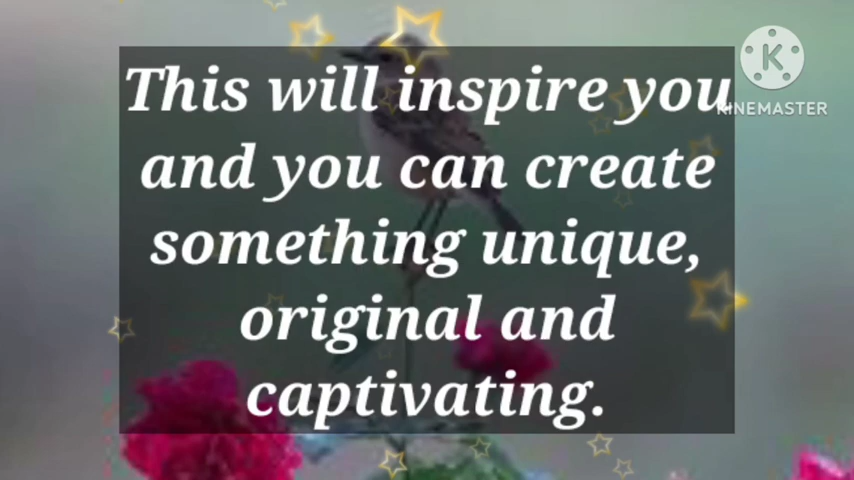 This will inspire you
and you can create
something unique,
original and
captivating.
KINEMASTER